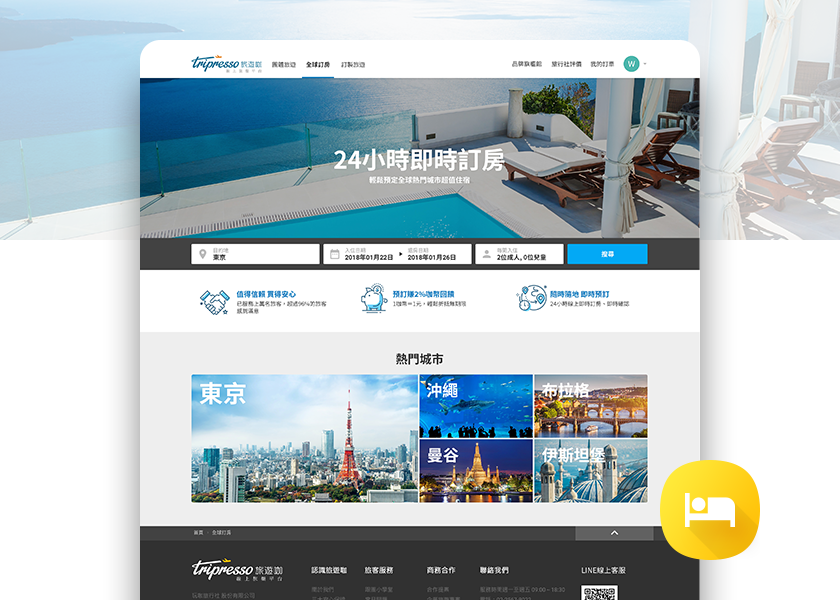 tripresso 旅遊咖
線上旅遊平台
團體旅遊
全球訂房
訂製旅遊
品牌旗艦館
旅行社評價
我的訂單
W
24小時即時訂房
輕鬆預定全球熱門城市超值住宿
目的地
東京
入住日期
2018年01月22日
退房日期
2018年01月26日
每間入住
2位成人, 0位兒童
搜尋
值得信賴 買得安心
已服務上萬名旅客，超過96%的旅客
感到滿意
預訂賺2%咖幣回饋
1咖幣＝1元，輕鬆折抵無期限
隨時隨地 即時預訂
24小時線上即時訂房、即時確認
熱門城市
東京
沖繩
布拉格
曼谷
伊斯坦堡
首頁
全球訂房
tripresso 旅遊咖
線上旅遊平台
認識旅遊咖
旅客服務
商務合作
聯絡我們
LINE線上客服